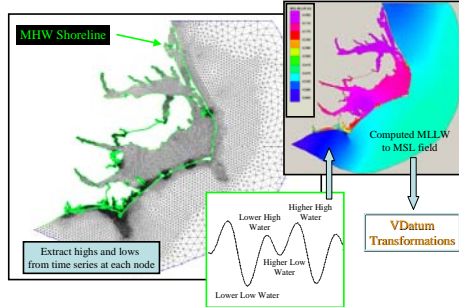 MHW Shoreline
Computed MLLW
to MSL field
Higher High
Water
Lower High
Water
Higher Low
Water
Lower Low Water
Extract highs and lows
from time series at each node
VDatum
Transformations